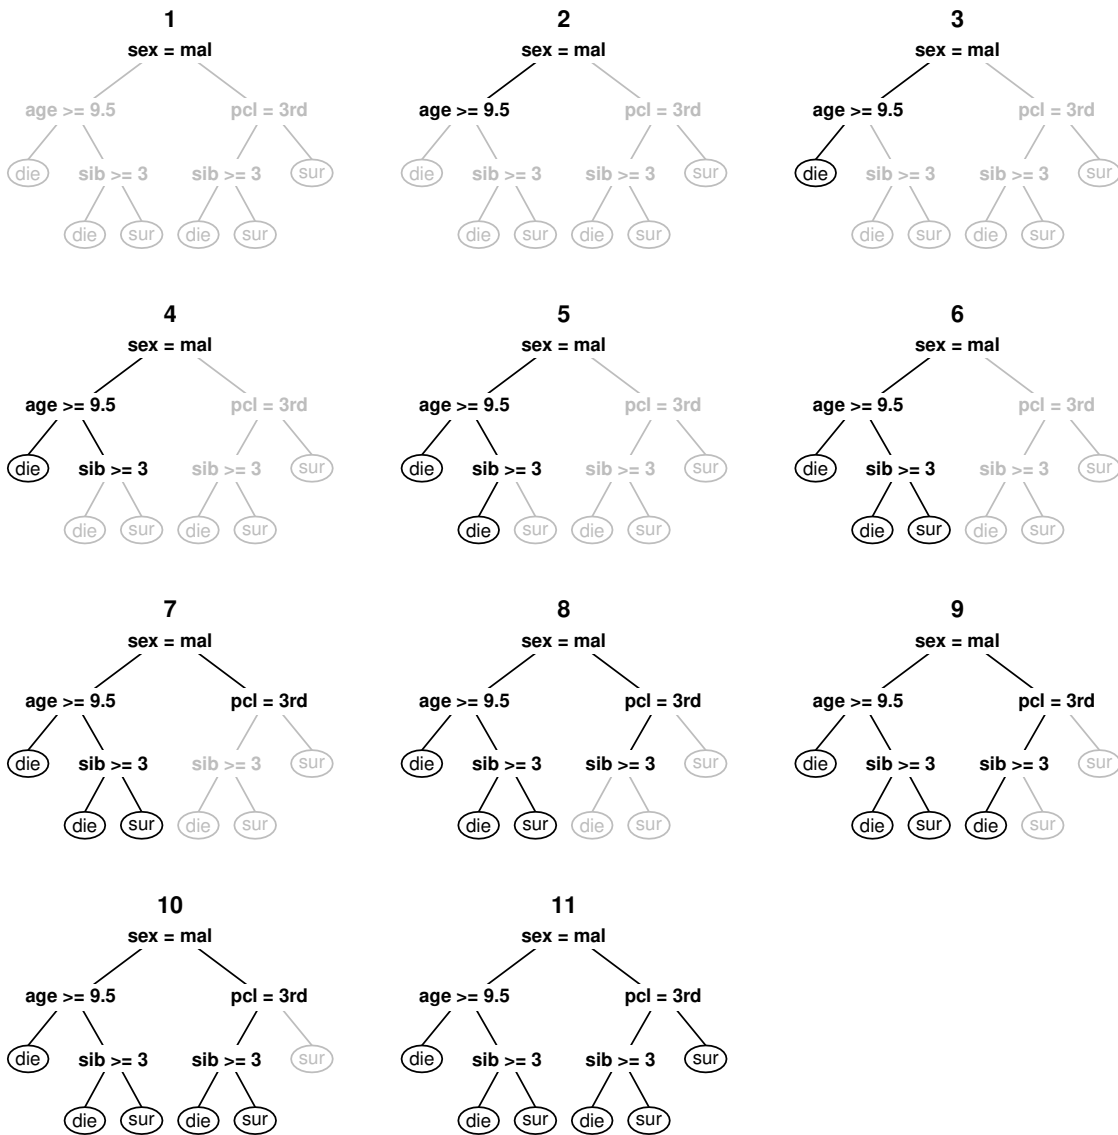 1 2 3
sex = mal sex = mal sex = mal
age >= 9.5 pcl = 3rd age >= 9.5 pcl = 3rd age >= 9.5 pcl = 3rd
die sib >= 3 sib >= 3 sur die sib >= 3 sib >= 3 sur die sib >= 3 sib >= 3 sur
die sur die sur die sur die sur die sur die sur
4 5 6
sex = mal sex = mal sex = mal
age >= 9.5 pcl = 3rd age >= 9.5 pcl = 3rd age >= 9.5 pcl = 3rd
die sib >= 3 sib >= 3 sur die sib >= 3 sib >= 3 sur die sib >= 3 sib >= 3 sur
die sur die sur die sur die sur die sur die sur
7 8 9
sex = mal sex = mal sex = mal
age >= 9.5 pcl = 3rd age >= 9.5 pcl = 3rd age >= 9.5 pcl = 3rd
die sib >= 3 sib >= 3 sur die sib >= 3 sib >= 3 sur die sib >= 3 sib >= 3 sur
die sur die sur die sur die sur die sur die sur
10 11
sex = mal sex = mal
age >= 9.5 pcl = 3rd age >= 9.5 pcl = 3rd
die sib >= 3 sib >= 3 sur die sib >= 3 sib >= 3 sur
die sur die sur die sur die sur